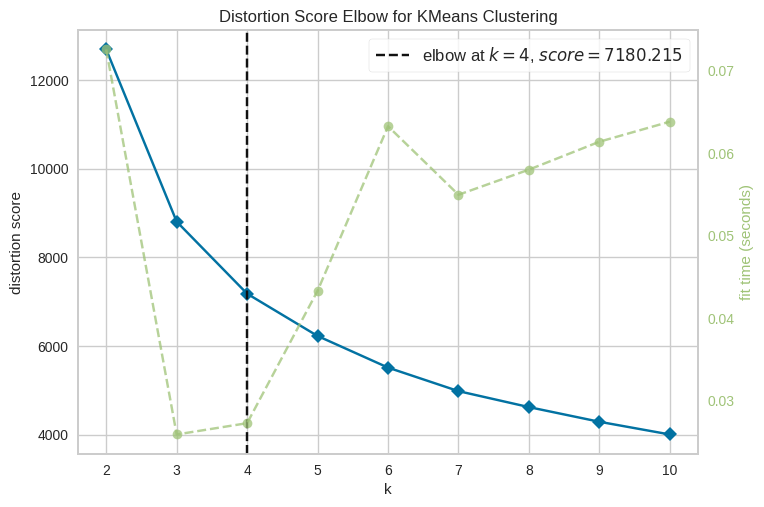 Distortion Score Elbow for KMeans Clustering
elbow at k = 4, score = 7180.215
12000
10000
8000
6000
4000
distortion score
0.07
0.06
0.05
0.04
0.03
fit time (seconds)
2 3 4 5 6 7 8 9 10
k